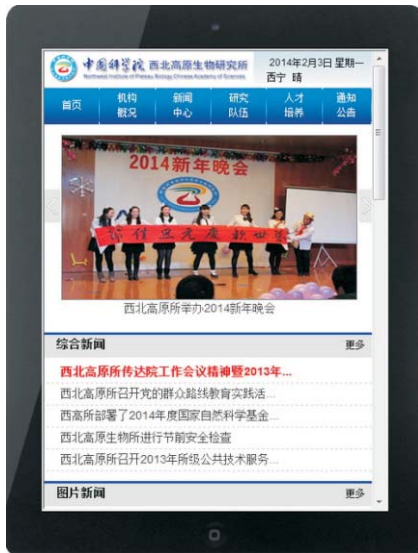 中国科学院 西北高原生物研究所
Northwest Institute of Plateau Biology Chinese Academy of Sciences
2014年2月3日 星期一
西宁 晴
首页 机构概况 新闻中心 研究队伍 人才培养 通知公告
2014新年晚会
西北高原所举办2014新年晚会
综合新闻 更多
西北高原所传达院工作会议精神暨2013年...
西北高原所召开党的群众路线教育实践活...
西高所部署了2014年度国家自然科学基金...
西北高原生物所进行节前安全检查
西北高原所召开2013年所级公共技术服务...
图片新闻 更多